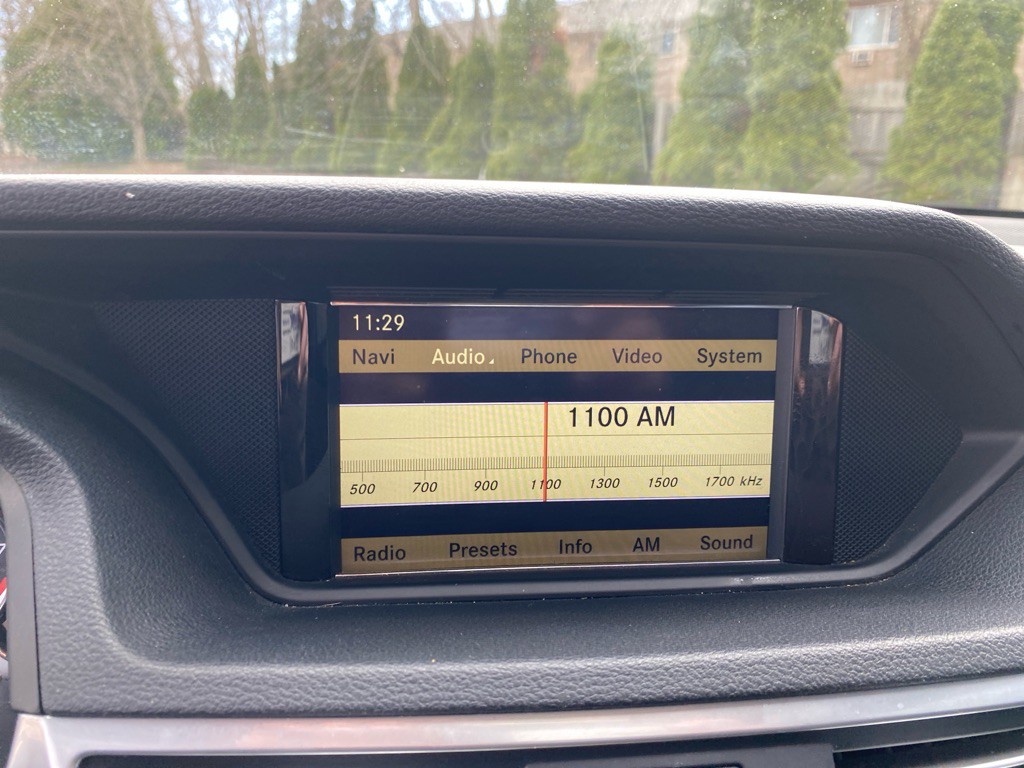 11:29
Navi Audio Phone Video System
1100 AM
500 700 900 1100 1300 1500 1700 kHz
Radio Presets Info AM Sound